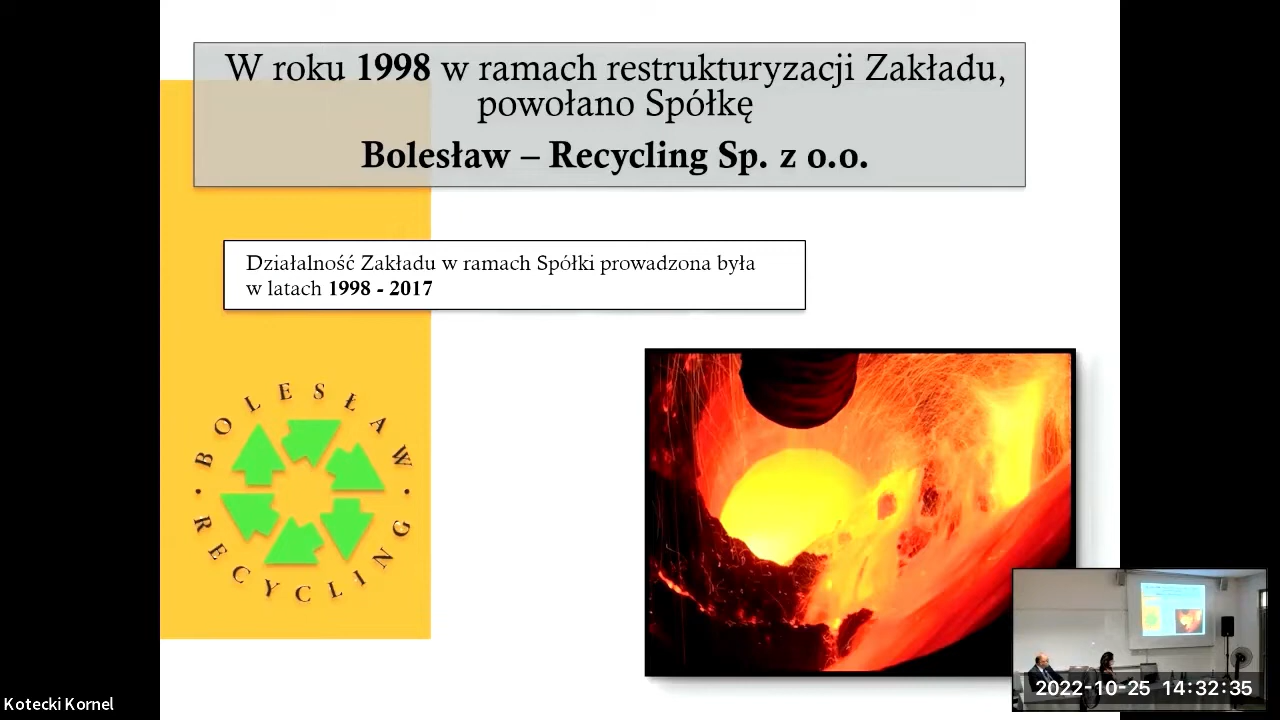 W roku 1998 w ramach restrukturyzacji Zakładu,
powołano Spółkę
Bolesław – Recycling Sp. z o.o.
Działalność Zakładu w ramach Spółki prowadzona była
w latach 1998 - 2017
BOLESŁAW
• RECYCLING •
Kotecki Kornel
2022-10-25 14:32:35